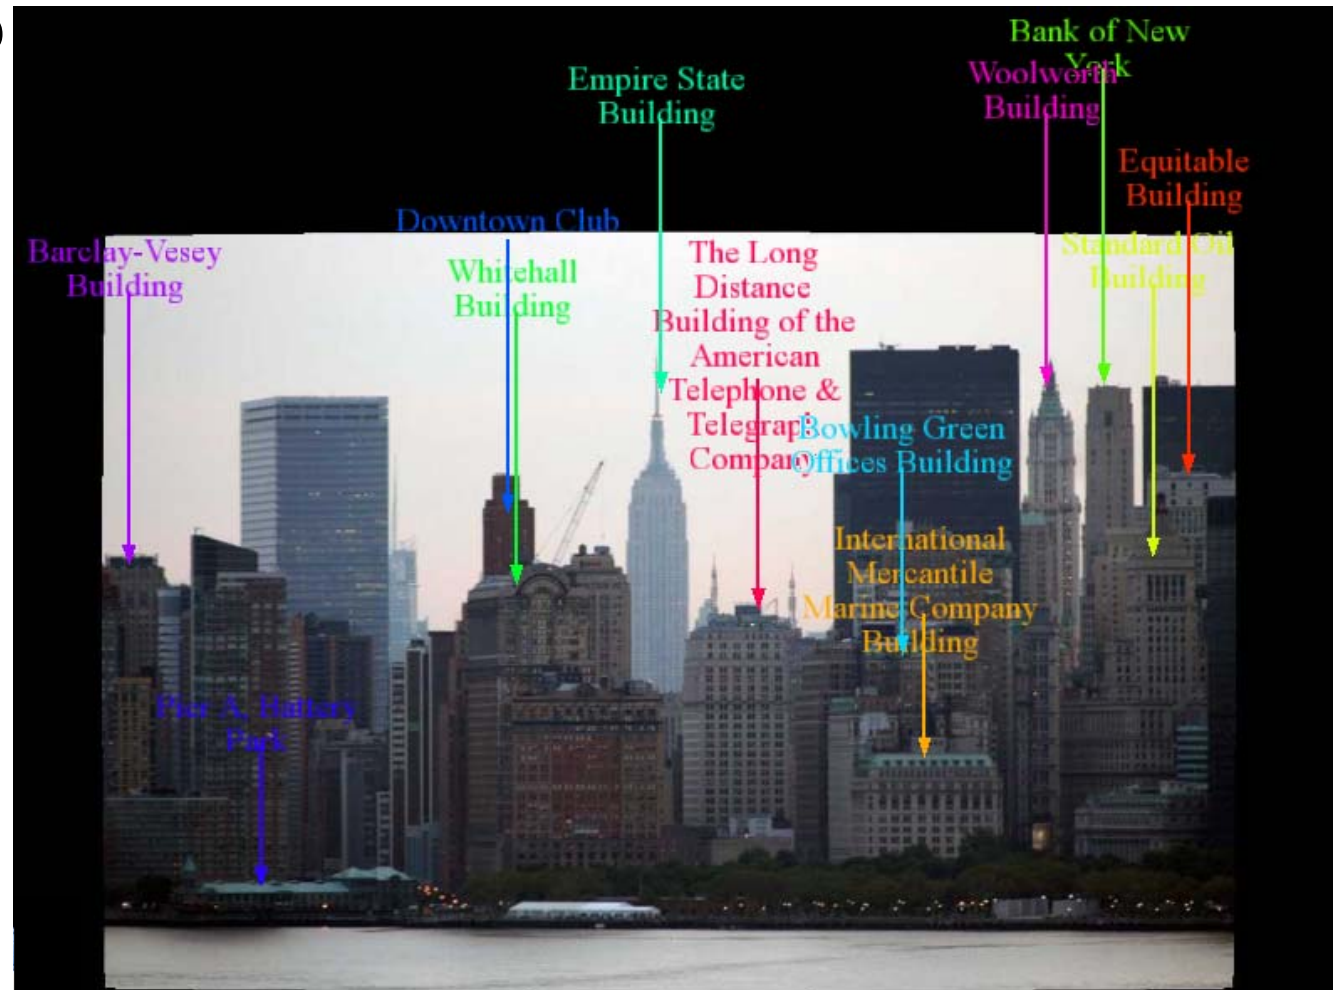 )
Bank of New
York
Woolworth
Building
Empire State
Building
Equitable
Building
Downtown Club
Standard Oil
Building
Barclay-Vesey
Building
Whitehall
Building
The Long
Distance
Building of the
American
Telephone &
Telegraph
Company
Bowling Green
Offices Building
International
Mercantile
Marine Company
Building
Pier A, Battery
Park